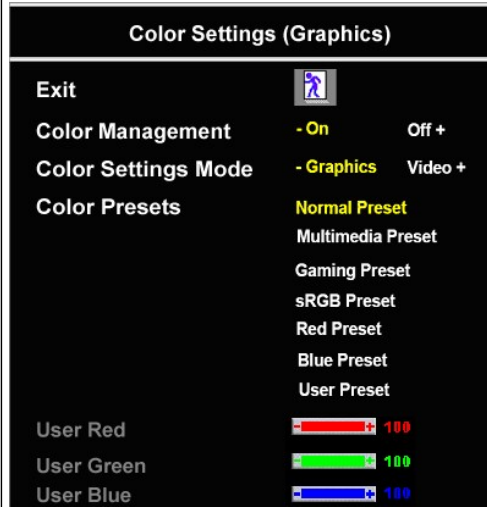 Color Settings (Graphics)
Exit
Color Management - On Off +
Color Settings Mode - Graphics Video +
Color Presets Normal Preset
Multimedia Preset
Gaming Preset
sRGB Preset
Red Preset
Blue Preset
User Preset
User Red - + 100
User Green - + 100
User Blue - + 100